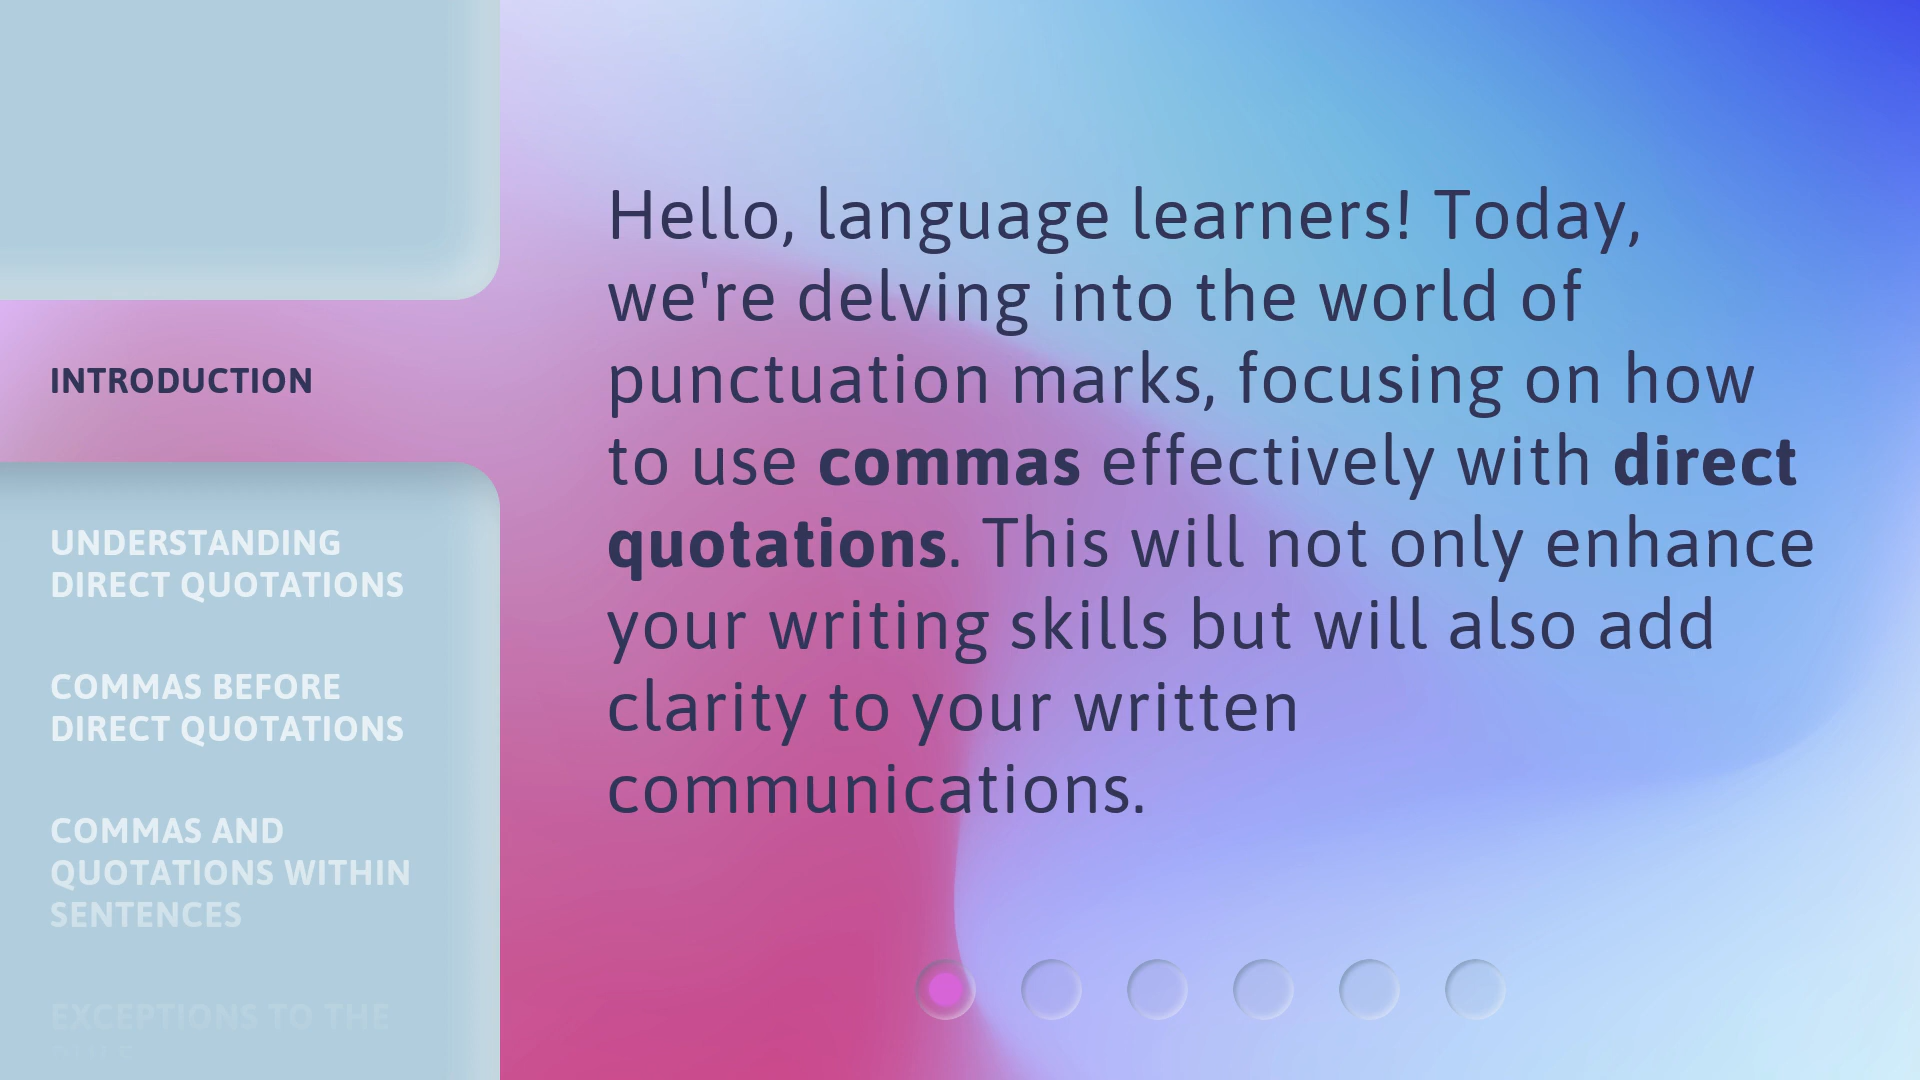 INTRODUCTION
UNDERSTANDING
DIRECT QUOTATIONS
COMMAS BEFORE
DIRECT QUOTATIONS
COMMAS AND
QUOTATIONS WITHIN
SENTENCES
EXCEPTIONS TO THE
Hello, language learners! Today,
we're delving into the world of
punctuation marks, focusing on how
to use commas effectively with direct
quotations. This will not only enhance
your writing skills but will also add
clarity to your written
communications.